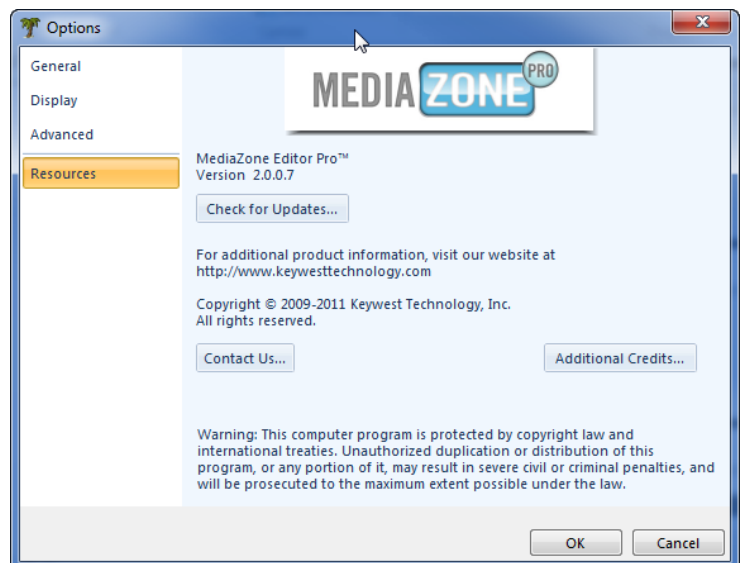 Options
General
Display
Advanced
Resources
MEDIA ZONE PRO
MediaZone Editor Pro™
Version 2.0.0.7
Check for Updates...
For additional product information, visit our website at
http://www.keywesttechnology.com
Copyright © 2009-2011 Keywest Technology, Inc.
All rights reserved.
Contact Us...
Additional Credits...
Warning: This computer program is protected by copyright law and
international treaties. Unauthorized duplication or distribution of this
program, or any portion of it, may result in severe civil or criminal penalties, and
will be prosecuted to the maximum extent possible under the law.
OK
Cancel